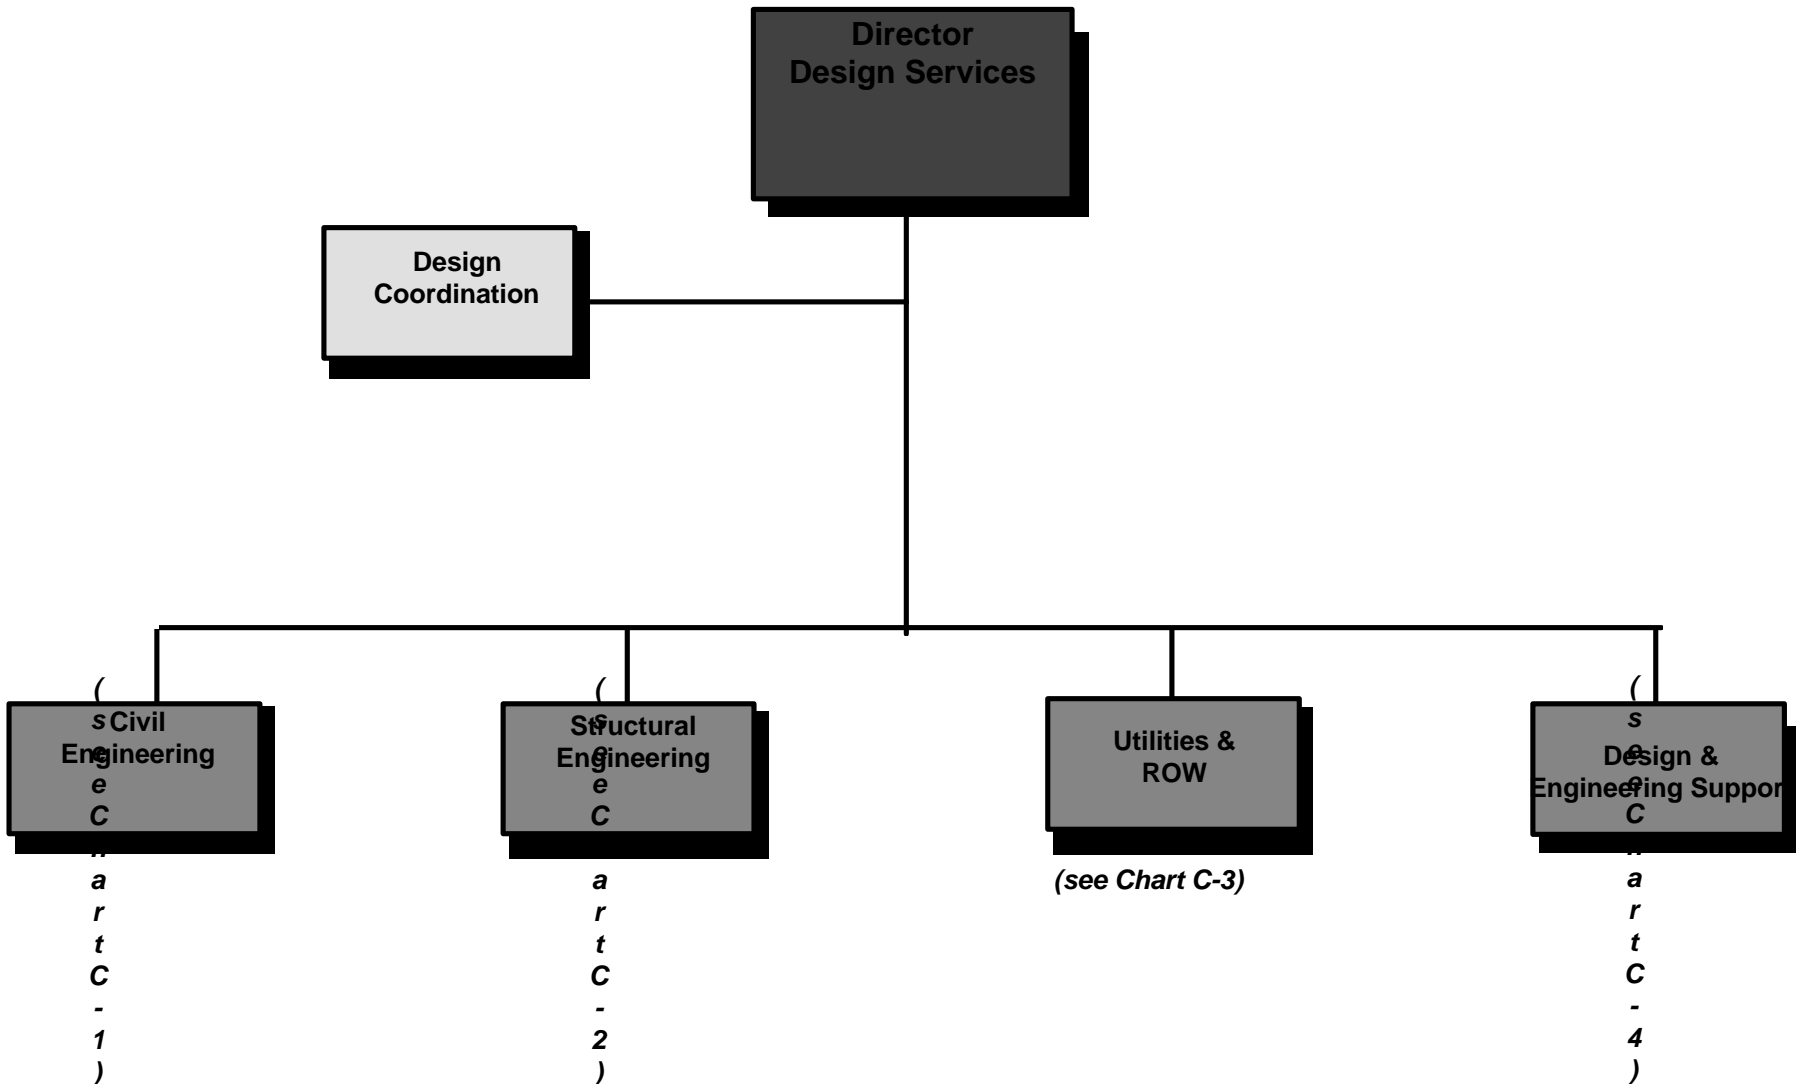 Director
Design Services
Design
Coordination
Civil
Engineering
(see Chart C-1)
Structural
Engineering
(see Chart C-2)
Utilities &
ROW
(see Chart C-3)
Design &
Engineering Suppor
(see Chart C-4)